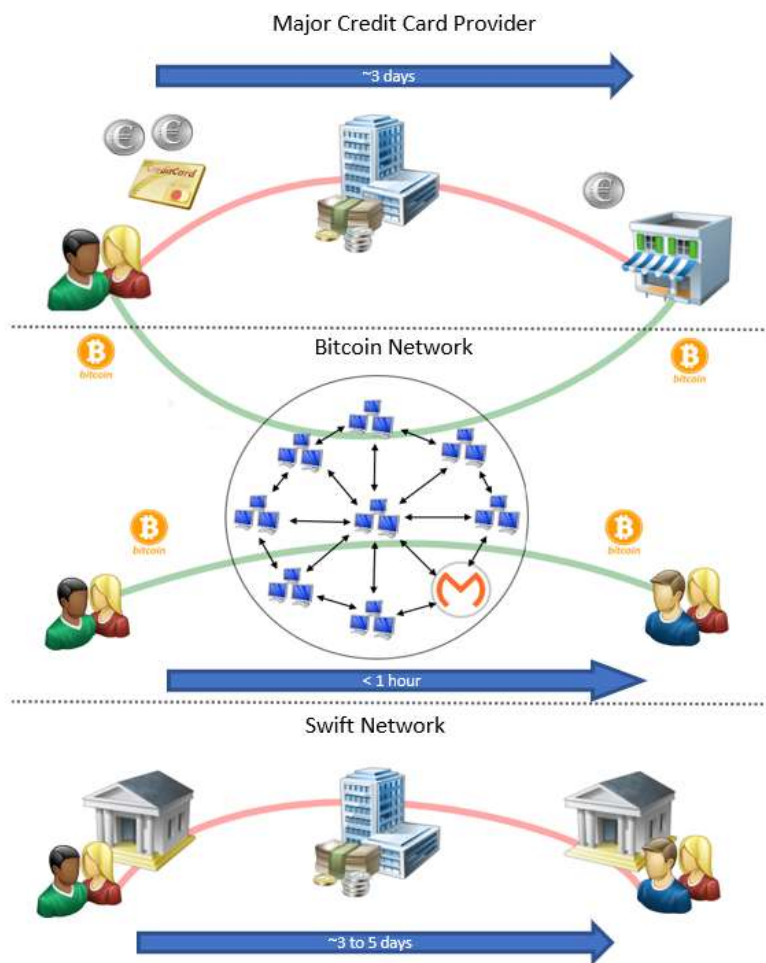 Major Credit Card Provider
~3 days
€ €
CreditCard
€
Bitcoin Network
bitcoin
bitcoin
bitcoin
bitcoin
< 1 hour
Swift Network
~3 to 5 days